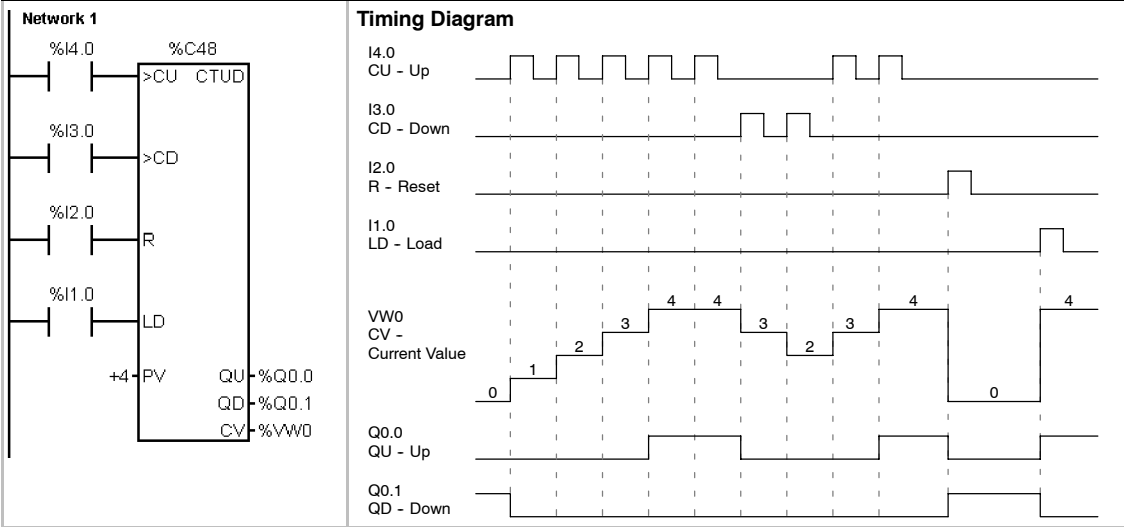 Network 1
%I4.0
%C48
>CU CTUD
%I3.0
>CD
%I2.0
R
%I1.0
LD
+4 PV QU %Q0.0
QD %Q0.1
CV %VW0
Timing Diagram
I4.0
CU - Up
I3.0
CD - Down
I2.0
R - Reset
I1.0
LD - Load
VW0
CV -
Current Value
0 1 2 3 4 4 3 2 3 4 0 4
Q0.0
QU - Up
Q0.1
QD - Down